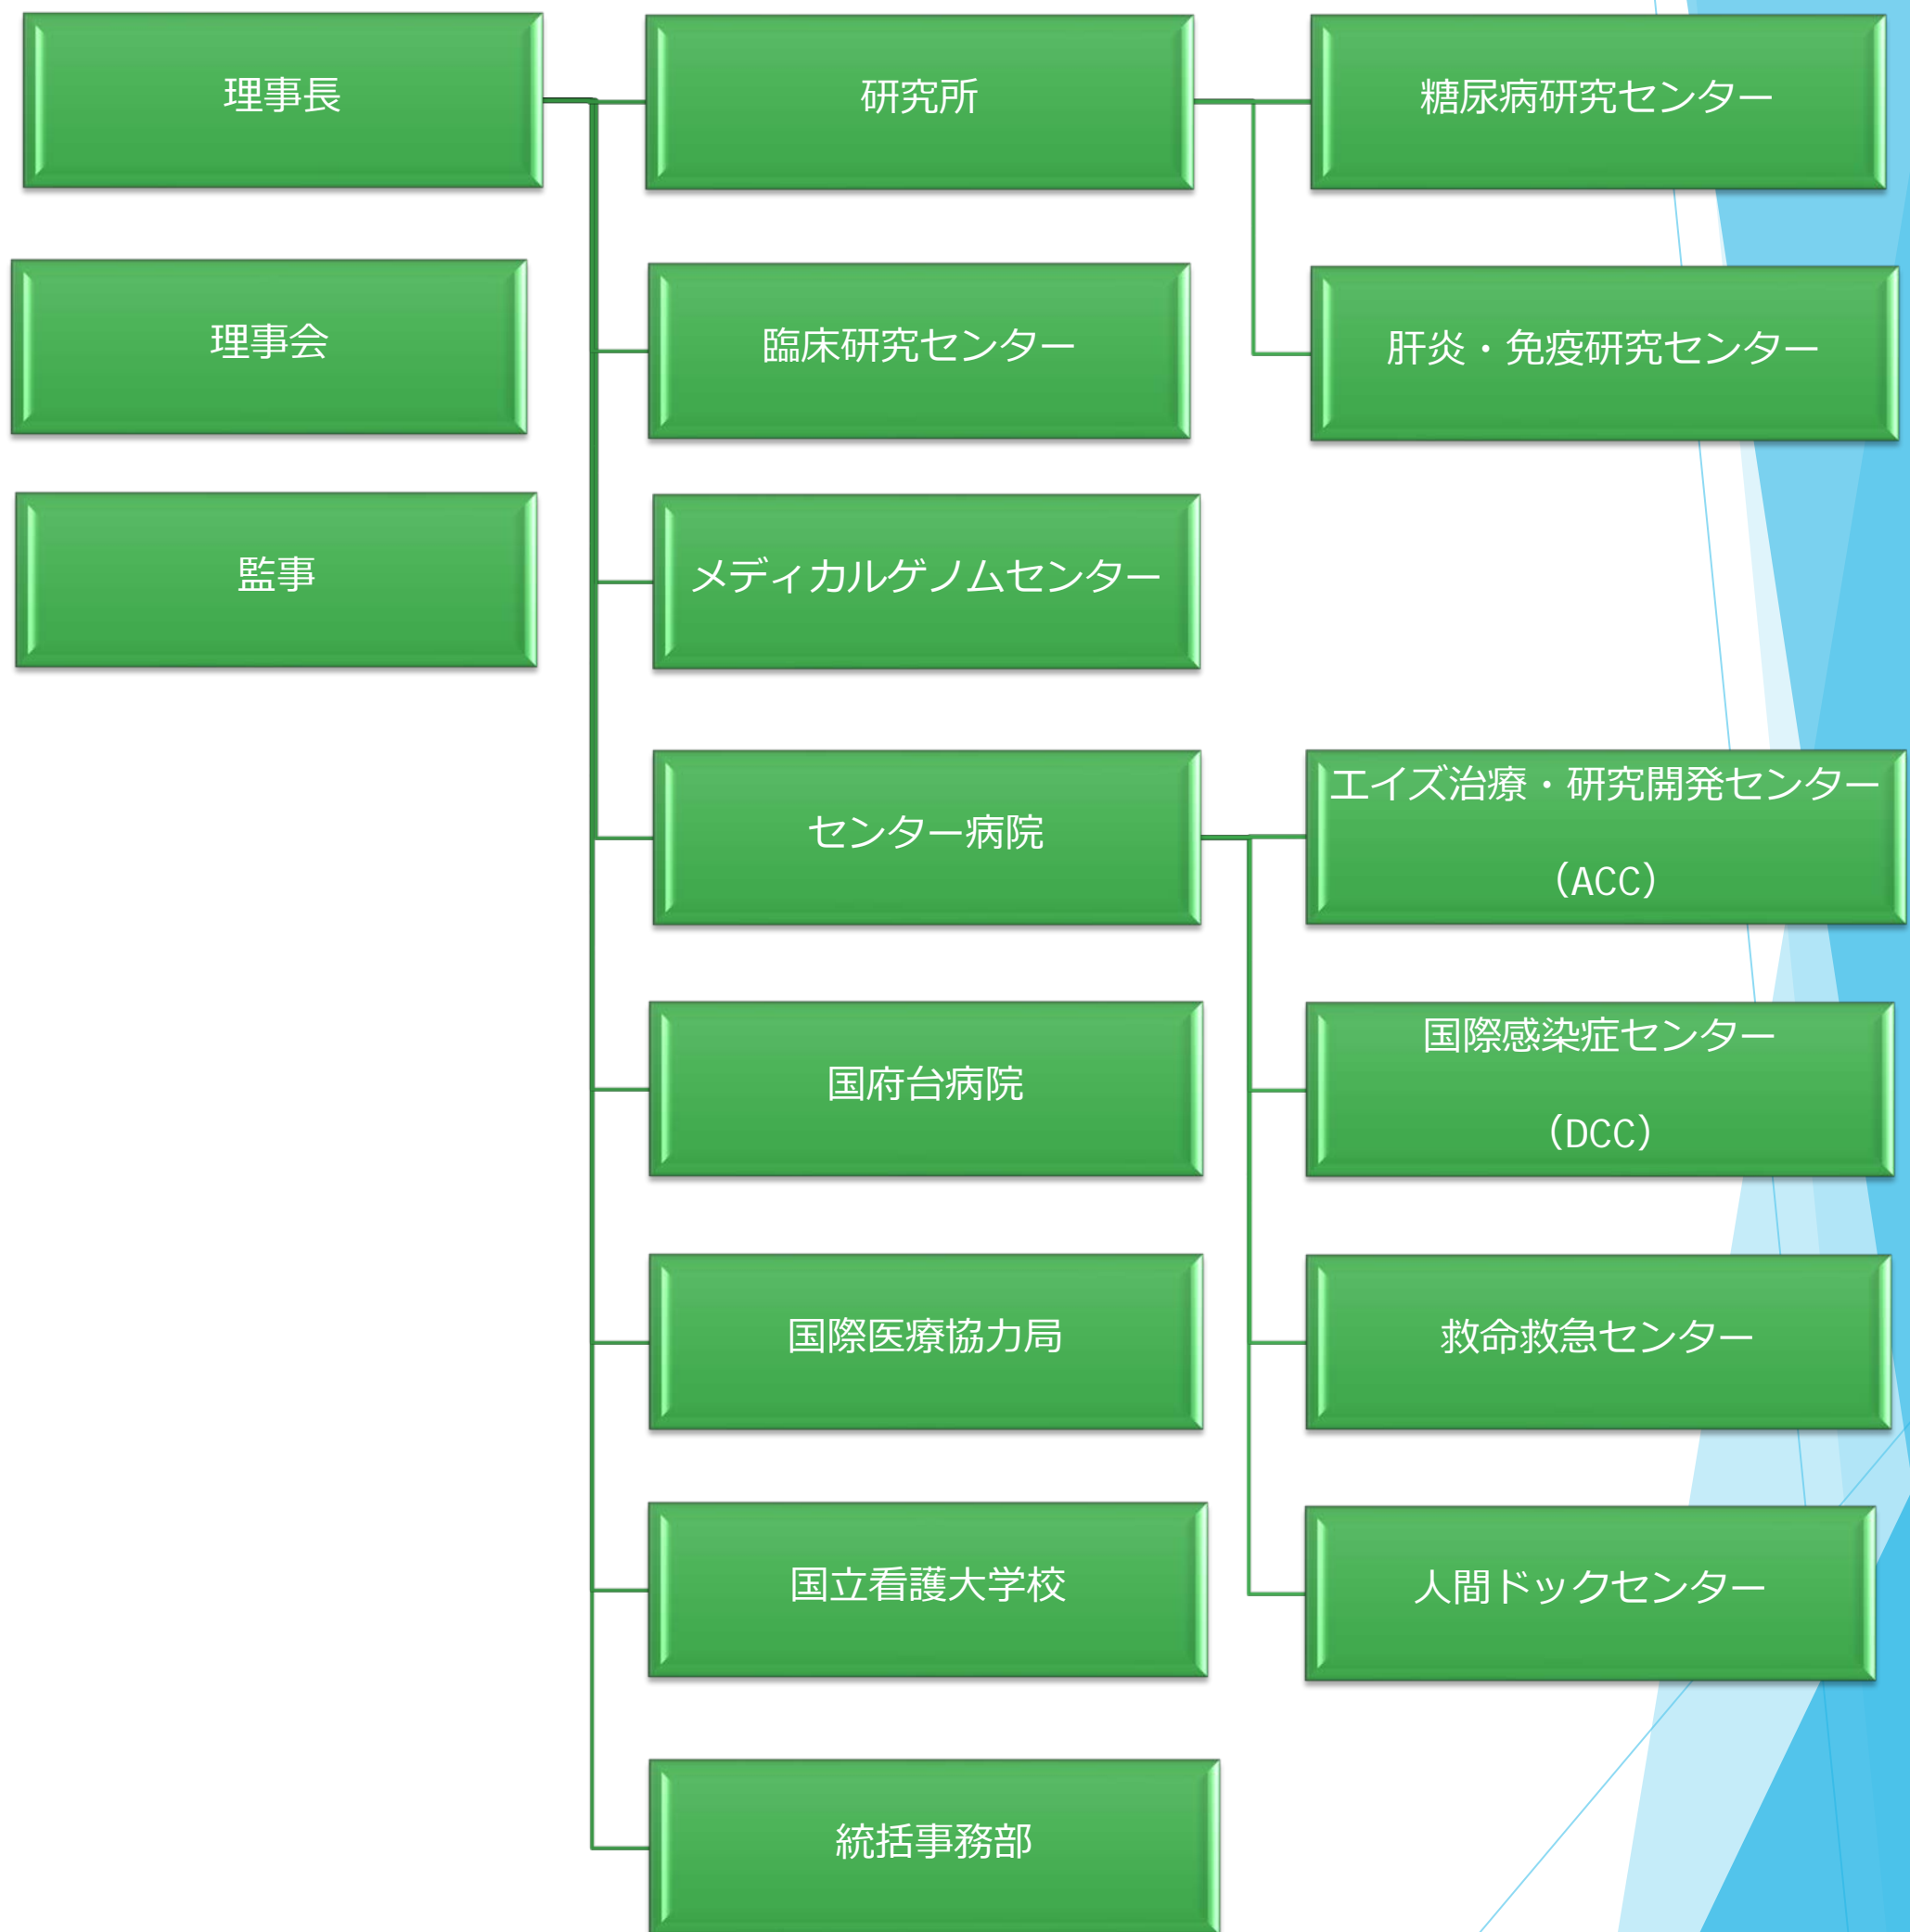 理事長
研究所
糖尿病研究センター
理事会
臨床研究センター
肝炎・免疫研究センター
監事
メディカルゲノムセンター
センター病院
エイズ治療・研究開発センター
(ACC)
国府台病院
国際感染症センター
(DCC)
国際医療協力局
救命救急センター
国立看護大学校
人間ドックセンター
統括事務部